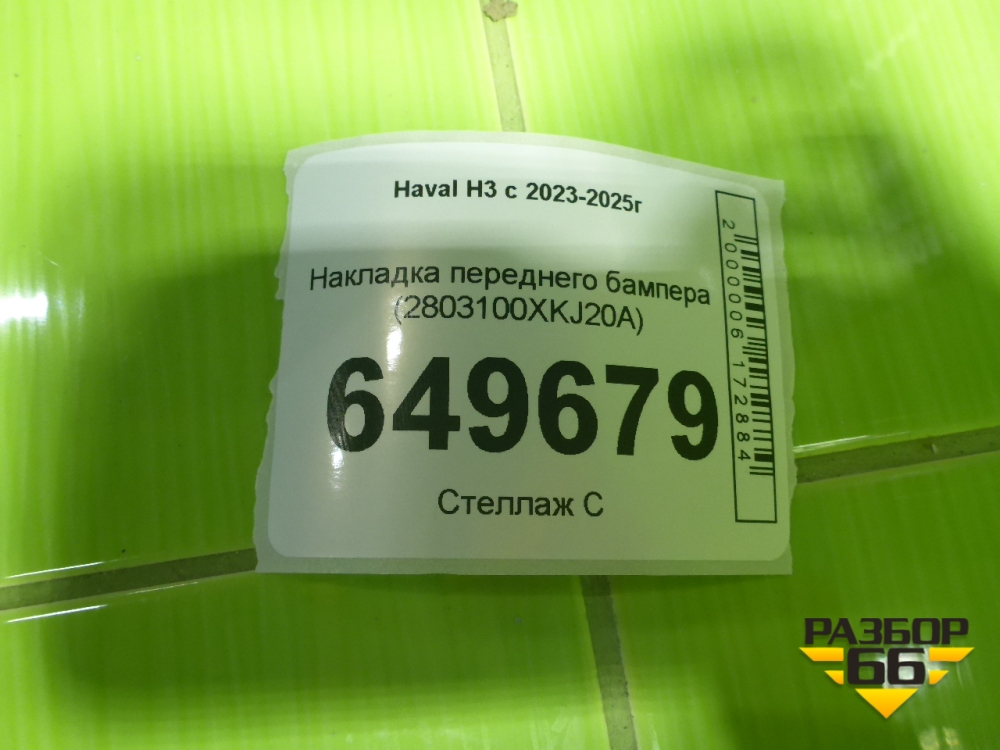 Haval H3 с 2023-2025г
Накладка переднего бампера
(2803100XKJ20A)
649679
Стеллаж С
2000006172884
РАЗБОР
66